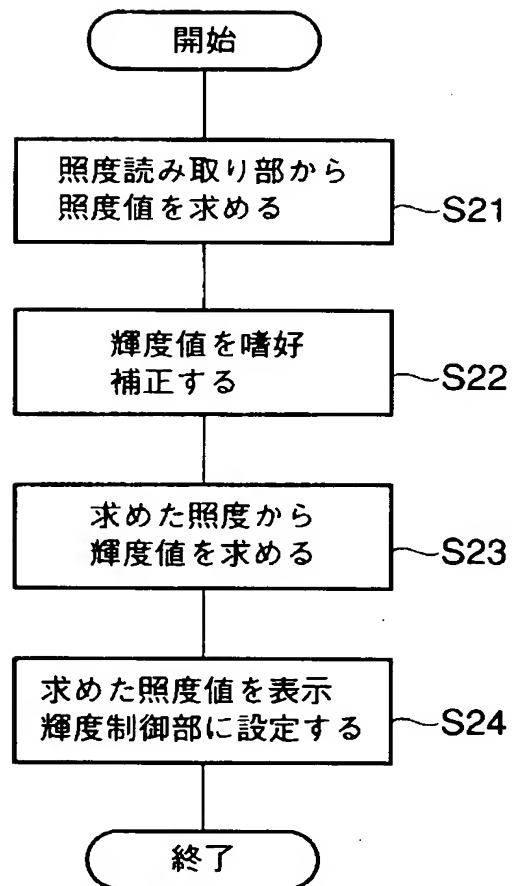 開始
照度読み取り部から
照度値を求める
S21
輝度値を嗜好
補正する
S22
求めた照度から
輝度値を求める
S23
求めた照度値を表示
輝度制御部に設定する
S24
終了